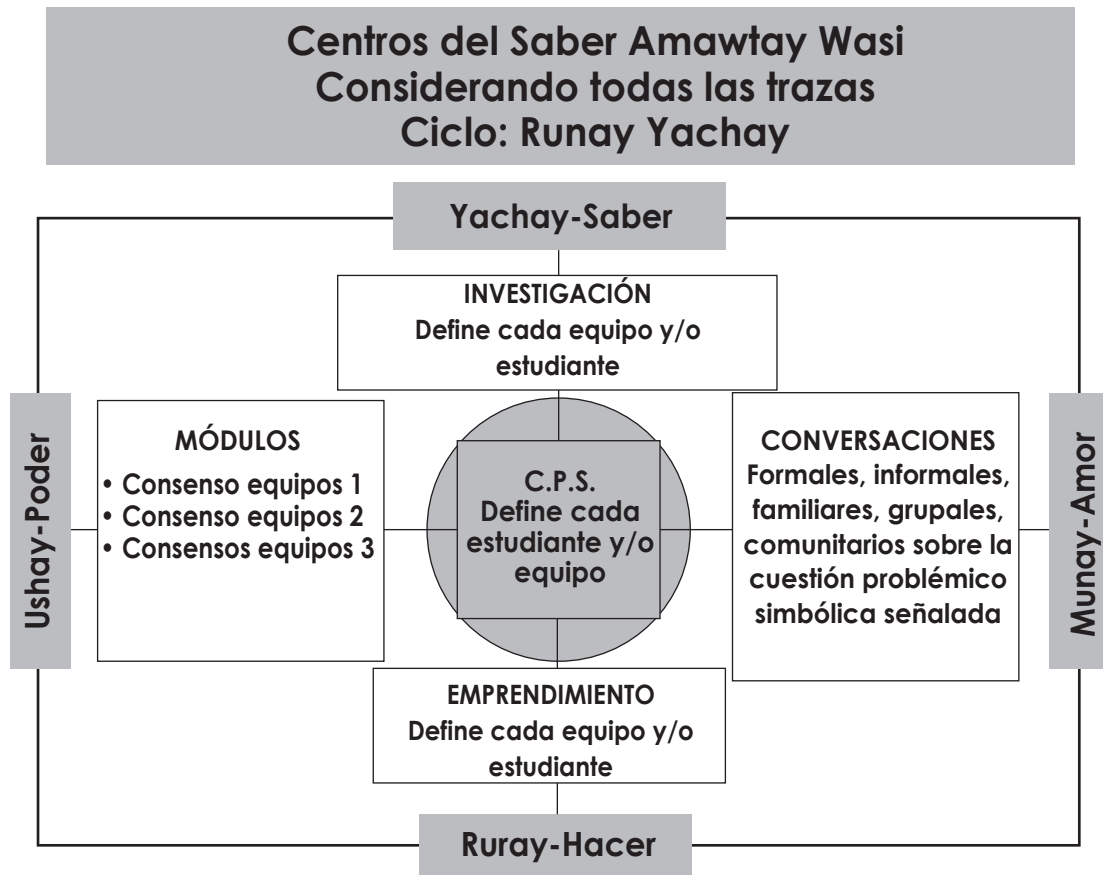 Centros del Saber Amawtay Wasi
Considerando todas las trazas
Ciclo: Runay Yachay
Yachay-Saber
INVESTIGACIÓN
Define cada equipo y/o
estudiante
Ushay-Poder
MÓDULOS
• Consenso equipos 1
• Consenso equipos 2
• Consensos equipos 3
C.P.S.
Define cada
estudiante y/o
equipo
CONVERSACIONES
Formales, informales,
familiares, grupales,
comunitarios sobre la
cuestión problémico
simbólica señalada
Munay-Amor
EMPRENDIMIENTO
Define cada equipo y/o
estudiante
Ruray-Hacer